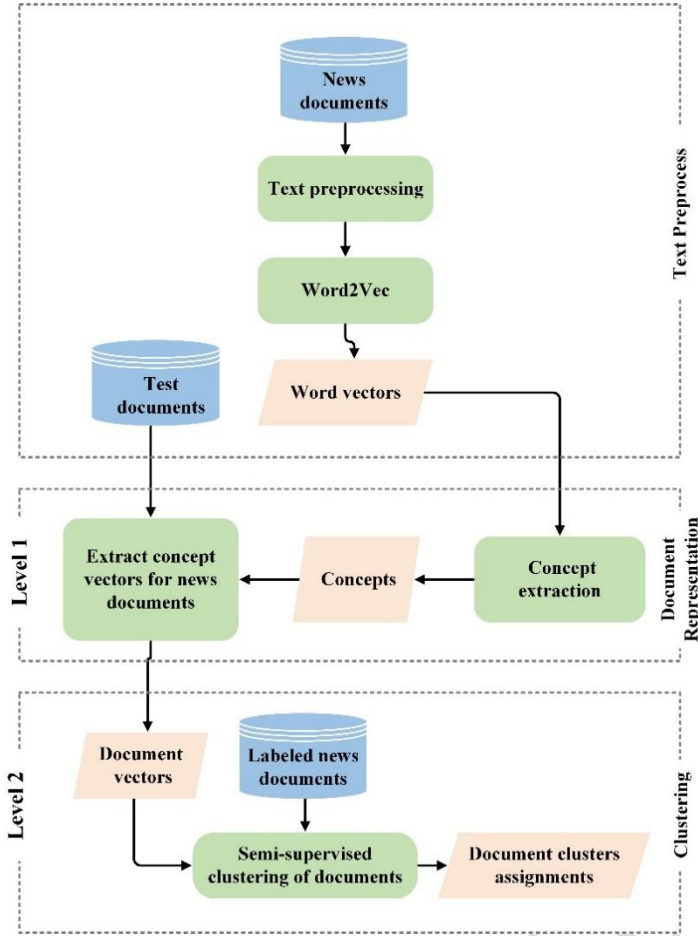 News
documents
Text preprocessing
Word2Vec
Test
documents
Word vectors
Text Preprocess
Level 1
Extract concept
vectors for news
documents
Concepts
Concept
extraction
Document
Representation
Level 2
Document
vectors
Labeled news
documents
Semi-supervised
clustering of documents
Document clusters
assignments
Clustering